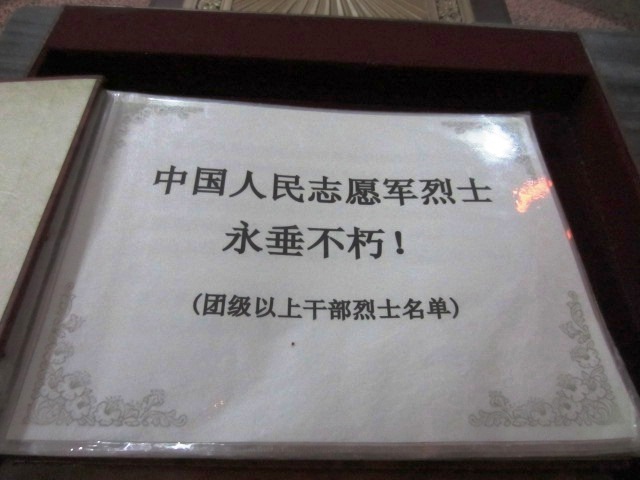 中国人民志愿军烈士
永垂不朽！
（团级以上干部烈士名单）